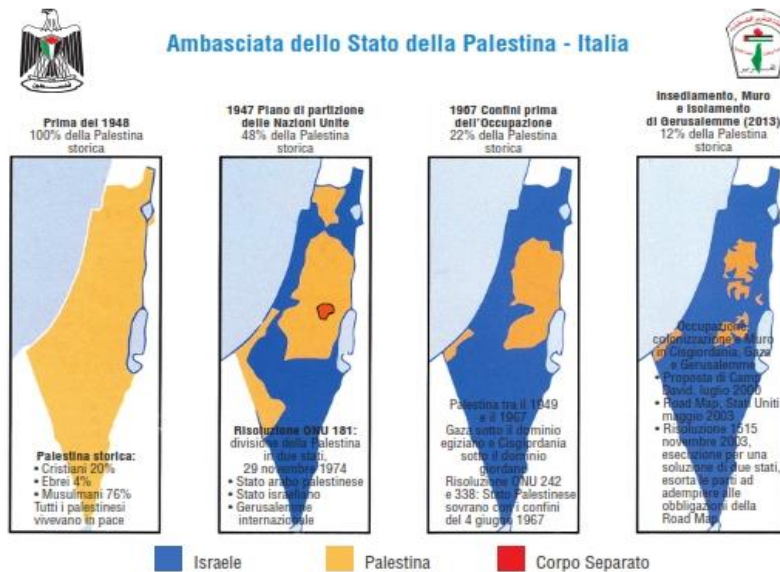 Ambasciata dello Stato della Palestina - Italia
Prima del 1948
100% della Palestina
storica
Palestina storica:
• Cristiani 20%
• Ebrei 4%
• Musulmani 76%
Tutti i palestinesi
vivevano in pace
1947 Piano di partizione
delle Nazioni Unite
48% della Palestina
storica
Risoluzione ONU 181:
divisione della Palestina
in due stati,
29 novembre 1974
• Stato arabo palestinese
• Stato israeliano
• Gerusalemme
internazionale
1967 Confini prima
dell'Occupazione
22% della Palestina
storica
Palestina tra il 1949
e il 1967
Gaza sotto il dominio
egiziano e Cisgiordania
sotto il dominio
giordano
Risoluzione ONU 242
e 338: Stato Palestinese
sovrano con i confini
del 4 giugno 1967
Insediamento, Muro
e Isolamento
di Gerusalemme (2013)
12% della Palestina
storica
Occupazione,
colonizzazione e Muro
in Cisgiordania, Gaza
e Gerusalemme
• Proposta di Camp
David, luglio 2000
• Road Map, Stati Uniti
maggio 2003
• Risoluzione 1515
novembre 2003,
esecuzione per una
soluzione di due stati,
esorta le parti ad
adempiere alle
obbligazioni della
Road Map
Israele
Palestina
Corpo Separato